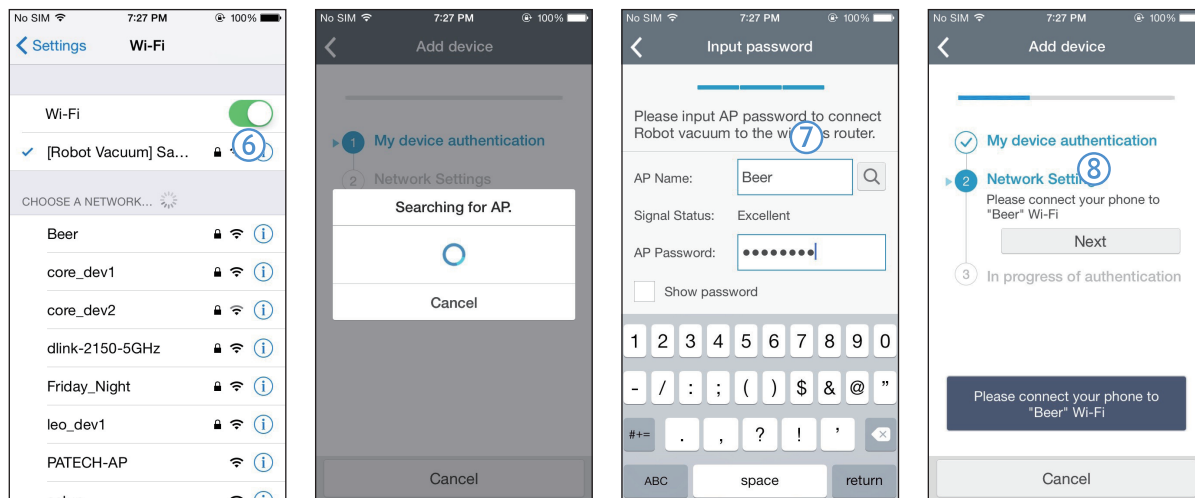 No SIM 7:27 PM 100%
Settings Wi-Fi
Wi-Fi
6
[Robot Vacuum] Sa...
CHOOSE A NETWORK...
Beer
core_dev1
core_dev2
dlink-2150-5GHz
Friday_Night
leo_dev1
PATECH-AP
No SIM 7:27 PM 100%
Add device
1 My device authentication
2 Network Settings
Searching for AP.
Cancel
Cancel
No SIM 7:27 PM 100%
Input password
Please input AP password to connect
Robot vacuum to the router.
7
AP Name: Beer
Signal Status: Excellent
AP Password: ●●●●●●●●
Show password
1 2 3 4 5 6 7 8 9 0
- / : ; ( ) $ & @ ”
#+= . , ? ! ’
ABC space return
No SIM 7:27 PM 100%
Add device
My device authentication
8
2 Network
Please connect your phone to
"Beer" Wi-Fi
Next
3 In progress of authentication
Please connect your phone to
"Beer" Wi-Fi
Cancel